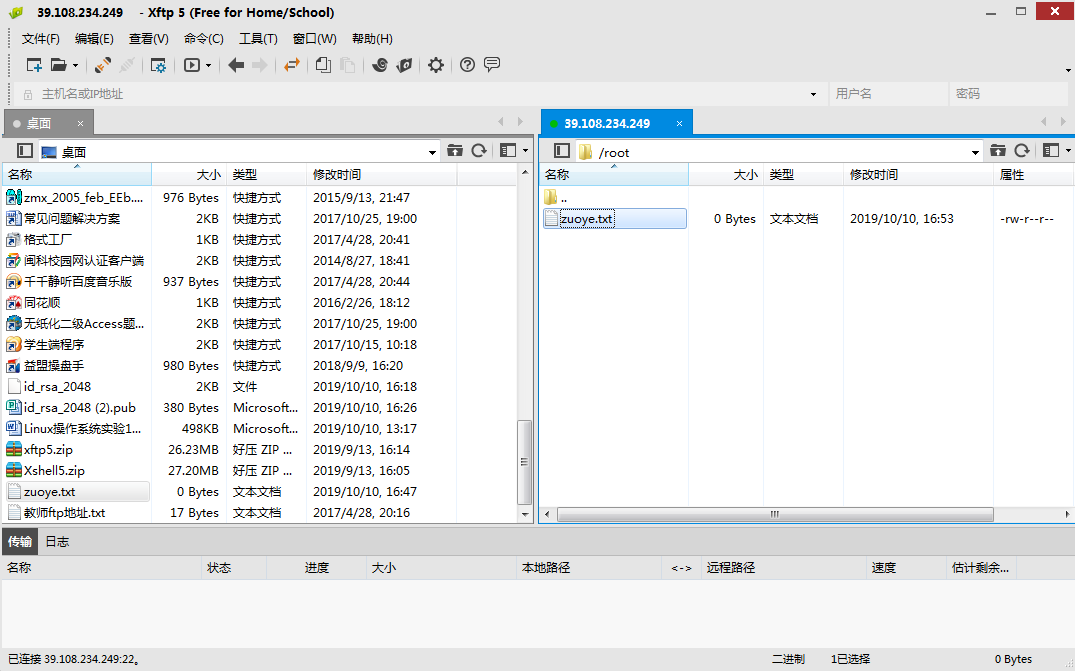 39.108.234.249 - Xftp 5 (Free for Home/School)
文件(F) 编辑(E) 查看(V) 命令(C) 工具(T) 窗口(W) 帮助(H)
主机名或IP地址 用户名 密码
桌面 × 39.108.234.249 ×
桌面 /root
名称 大小 类型 修改时间 名称 大小 类型 修改时间 属性
zmx_2005_feb_EEb.... 976 Bytes 快捷方式 2015/9/13, 21:47 ..
常见问题解决方案 2KB 快捷方式 2017/10/25, 19:00 zuoye.txt 0 Bytes 文本文档 2019/10/10, 16:53 -rw-r--r--
格式工厂 1KB 快捷方式 2017/4/28, 20:41
闽科校园网认证客户端 2KB 快捷方式 2014/8/27, 18:41
千千静听百度音乐版 937 Bytes 快捷方式 2017/4/28, 20:44
同花顺 1KB 快捷方式 2016/2/26, 18:12
无纸化二级Access题... 2KB 快捷方式 2017/10/25, 19:00
学生端程序 2KB 快捷方式 2017/10/15, 10:18
益盟操盘手 980 Bytes 快捷方式 2018/9/9, 16:20
id_rsa_2048 2KB 文件 2019/10/10, 16:18
id_rsa_2048 (2).pub 380 Bytes Microsoft... 2019/10/10, 16:26
Linux操作系统实验1... 498KB Microsoft... 2019/10/10, 13:17
xftp5.zip 26.23MB 好压 ZIP ... 2019/9/13, 16:14
Xshell5.zip 27.20MB 好压 ZIP ... 2019/9/13, 16:05
zuoye.txt 0 Bytes 文本文档 2019/10/10, 16:47
教师ftp地址.txt 17 Bytes 文本文档 2017/4/28, 20:16
传输 日志
名称 状态 进度 大小 本地路径 <-> 远程路径 速度 估计剩余...
已连接 39.108.234.249:22。 二进制 1已选择 0 Bytes